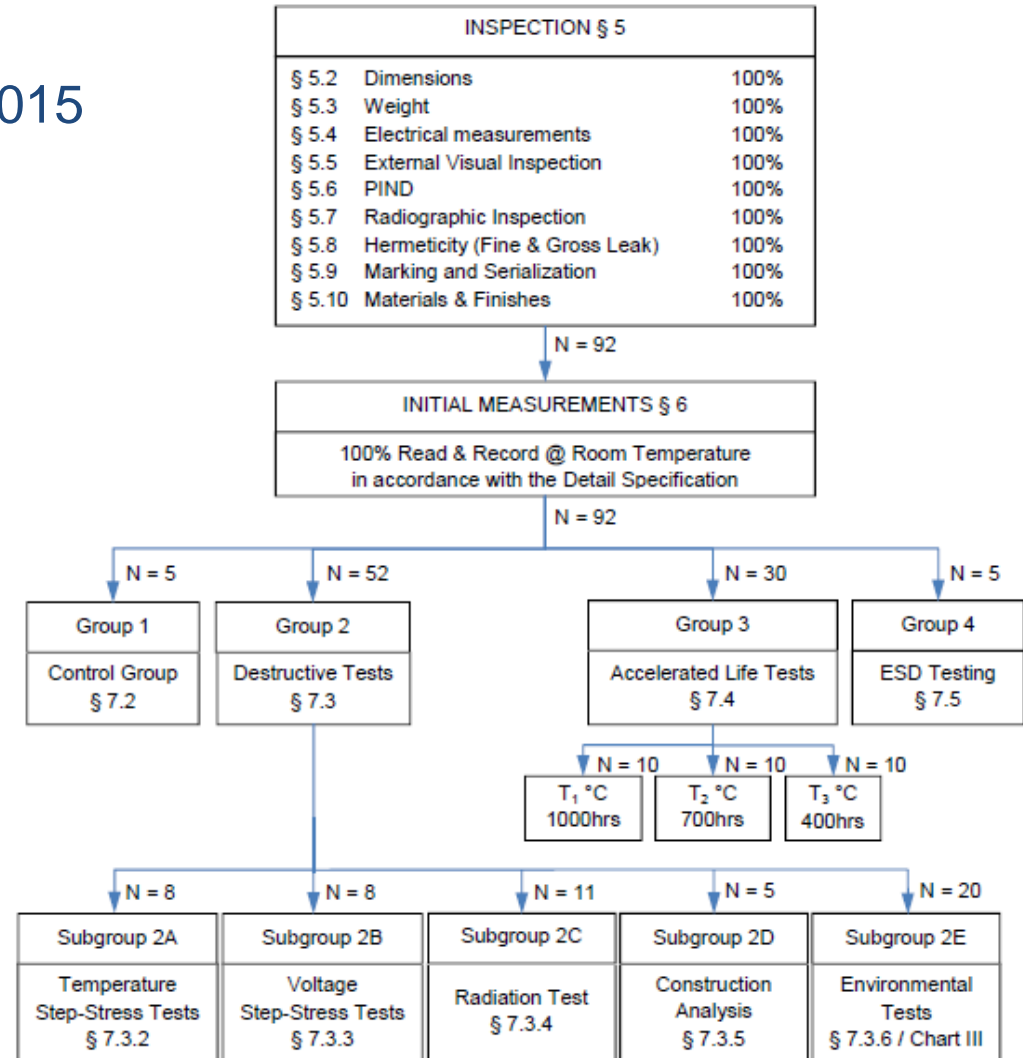 015
INSPECTION § 5
§ 5.2 Dimensions 100%
§ 5.3 Weight 100%
§ 5.4 Electrical measurements 100%
§ 5.5 External Visual Inspection 100%
§ 5.6 PIND 100%
§ 5.7 Radiographic Inspection 100%
§ 5.8 Hermeticity (Fine & Gross Leak) 100%
§ 5.9 Marking and Serialization 100%
§ 5.10 Materials & Finishes 100%
N = 92
INITIAL MEASUREMENTS § 6
100% Read & Record @ Room Temperature
in accordance with the Detail Specification
N = 92
N = 5 N = 52 N = 30 N = 5
Group 1 Group 2 Group 3 Group 4
Control Group Destructive Tests Accelerated Life Tests ESD Testing
§ 7.2 § 7.3 § 7.4 § 7.5
N = 10 N = 10 N = 10
T₁ °C T₂ °C T₃ °C
1000hrs 700hrs 400hrs
N = 8 N = 8 N = 11 N = 5 N = 20
Subgroup 2A Subgroup 2B Subgroup 2C Subgroup 2D Subgroup 2E
Temperature Voltage Radiation Test Construction Environmental
Step-Stress Tests Step-Stress Tests § 7.3.4 Analysis Tests
§ 7.3.2 § 7.3.3 § 7.3.5 § 7.3.6 / Chart III